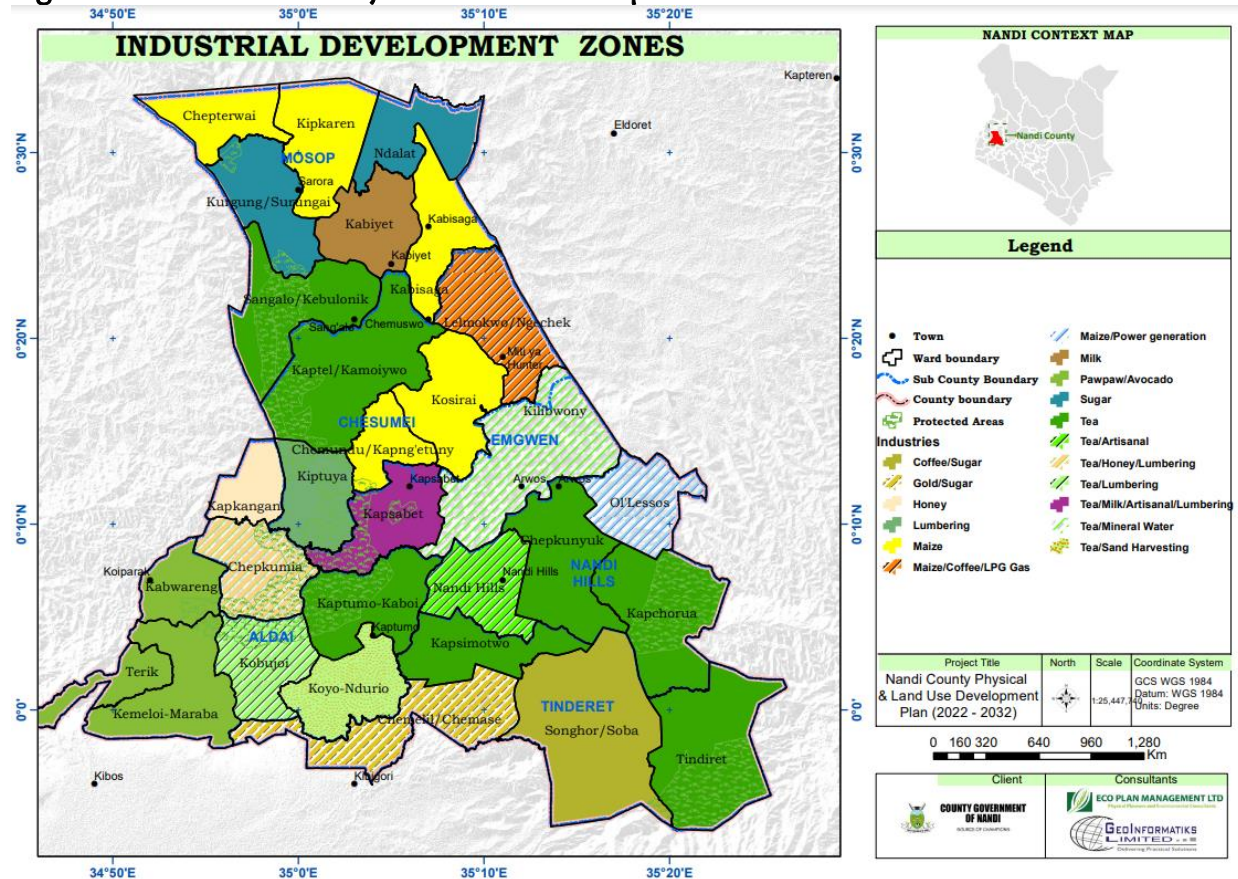 34°50'E 35°0'E 35°10'E 35°20'E
INDUSTRIAL DEVELOPMENT ZONES
Kapteren
Chepterwai
Kipkaren
Eldoret
0°30'N
0°30'N
Ndalat
MOSOP
Sarora
Kurgung/Surungai
Kabiyet
Kabisaga
Kabiyet
Kabisaga
Sangalo/Kebulonik
Chemuswo
Lelmokwo/Ngechek
0°20'N
0°20'N
Kaptel/Kamoiywo
Kosirai
Kilibwony
CHESUMEI
EMGWEN
Chemundu/Kapng'etuny
Kiptuya
Kapsabet
Arwos
Arwos
Kapkangani
Kapsabet
Ol'Lessos
0°10'N
0°10'N
Chepkunyuk
Chepkumia
Koiparak
Kabwareng
NANDI
HILLS
Nandi Hills
Nandi Hills
Kaptumo-Kaboi
Kapchorua
Kaptumo
ALDAI
Kapsimotwo
Kobujoi
Terik
Koyo-Ndurio
Kemeloi-Maraba
0°0'N
0°0'N
Chemelil/Chemase
TINDERET
Songhor/Soba
Tindiret
Kibos
Kibigori
34°50'E 35°0'E 35°10'E 35°20'E
NANDI CONTEXT MAP
Nandi County
Legend
Town
Ward boundary
Sub County Boundary
County boundary
Protected Areas
Industries
Coffee/Sugar
Gold/Sugar
Honey
Lumbering
Maize
Maize/Coffee/LPG Gas
Maize/Power generation
Milk
Pawpaw/Avocado
Sugar
Tea
Tea/Artisanal
Tea/Honey/Lumbering
Tea/Lumbering
Tea/Milk/Artisanal/Lumbering
Tea/Mineral Water
Tea/Sand Harvesting
Project Title
Nandi County Physical
& Land Use Development
Plan (2022 - 2032)
North
Scale
1:25,447,740
Coordinate System
GCS WGS 1984
Datum: WGS 1984
Units: Degree
0 160 320 640 960 1,280
Km
Client
COUNTY GOVERNMENT
OF NANDI
Consultants
ECO PLAN MANAGEMENT LTD
GEOINFORMATIKS
LIMITED
Delivering Practical Solutions